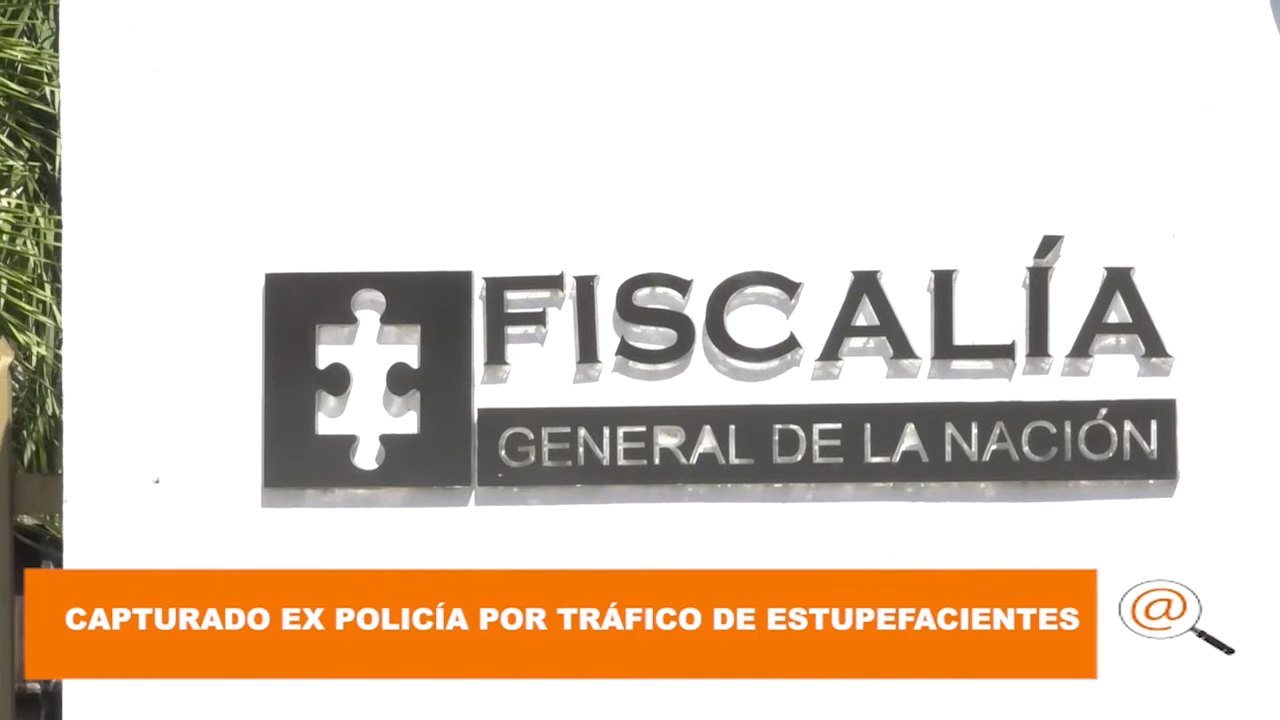 FISCALÍA
GENERAL DE LA NACIÓN
CAPTURADO EX POLICÍA POR TRÁFICO DE ESTUPEFACIENTES
@